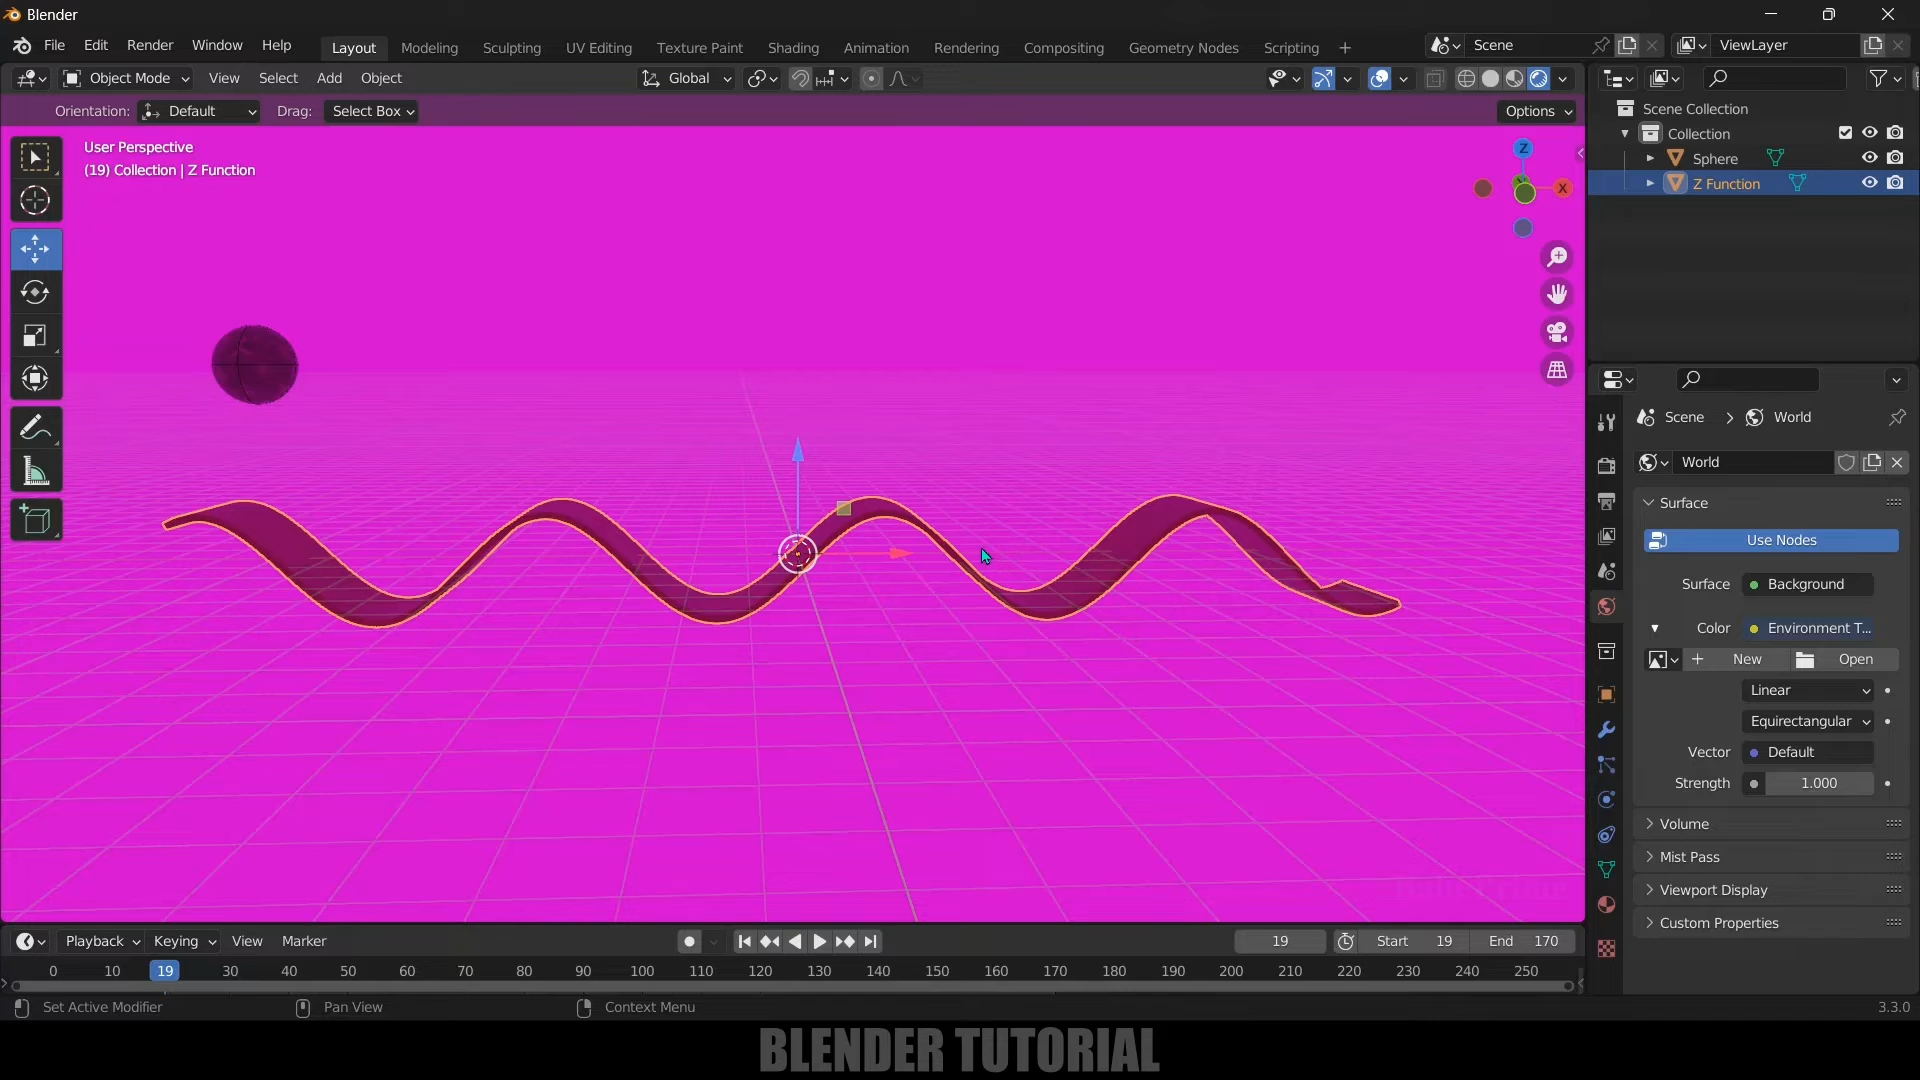 Blender
File Edit Render Window Help Layout Modeling Sculpting UV Editing Texture Paint Shading Animation Rendering Compositing Geometry Nodes Scripting + Scene ViewLayer
Object Mode View Select Add Object Global
Orientation: Default Drag: Select Box Options
User Perspective
(19) Collection | Z Function
Z
X
Scene Collection
Collection
Sphere
Z Function
Scene > World
World
Surface
Use Nodes
Surface Background
Color Environment T...
New Open
Linear
Equirectangular
Vector Default
Strength 1.000
Volume
Mist Pass
Viewport Display
Custom Properties
Playback Keying View Marker 19 Start 19 End 170
0 10 19 30 40 50 60 70 80 90 100 110 120 130 140 150 160 170 180 190 200 210 220 230 240 250
Set Active Modifier Pan View Context Menu 3.3.0
BLENDER TUTORIAL